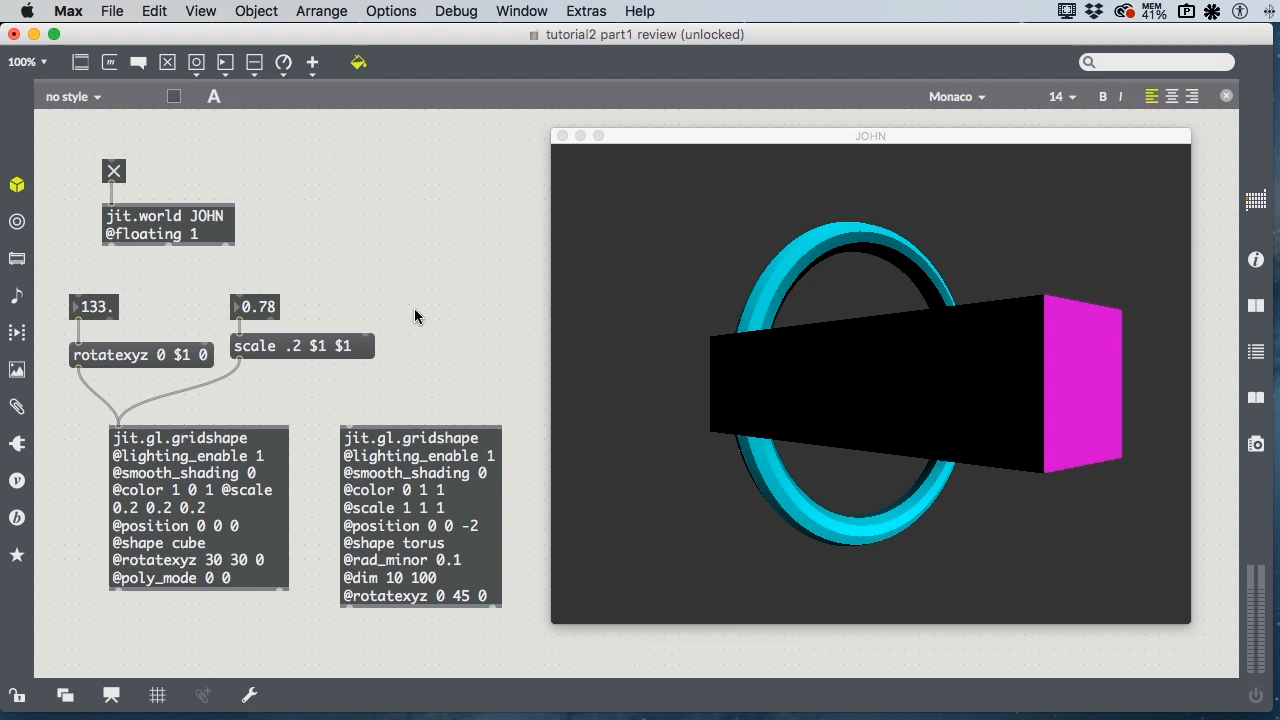 Max File Edit View Object Arrange Options Debug Window Extras Help MEM 41% P
tutorial2 part1 review (unlocked)
100%
no style A Monaco 14 B I
JOHN
jit.world JOHN
@floating 1
133. 0.78
rotatexyz 0 $1 0 scale .2 $1 $1
jit.gl.gridshape
@lighting_enable 1
@smooth_shading 0
@color 1 0 1 @scale
0.2 0.2 0.2
@position 0 0 0
@shape cube
@rotatexyz 30 30 0
@poly_mode 0 0
jit.gl.gridshape
@lighting_enable 1
@smooth_shading 0
@color 0 1 1
@scale 1 1 1
@position 0 0 -2
@shape torus
@rad_minor 0.1
@dim 10 100
@rotatexyz 0 45 0